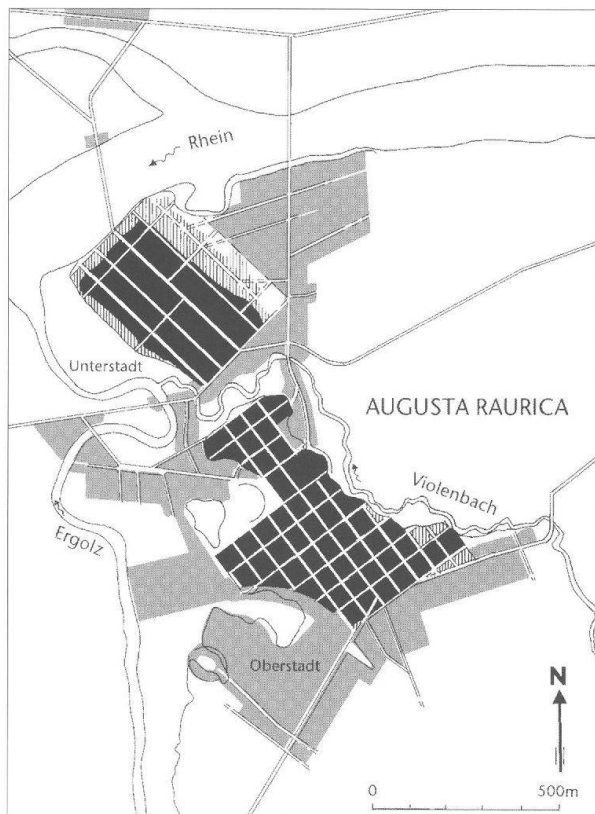 Rhein
Unterstadt
AUGUSTA RAURICA
Violenbach
Ergolz
Oberstadt
N
0 500m